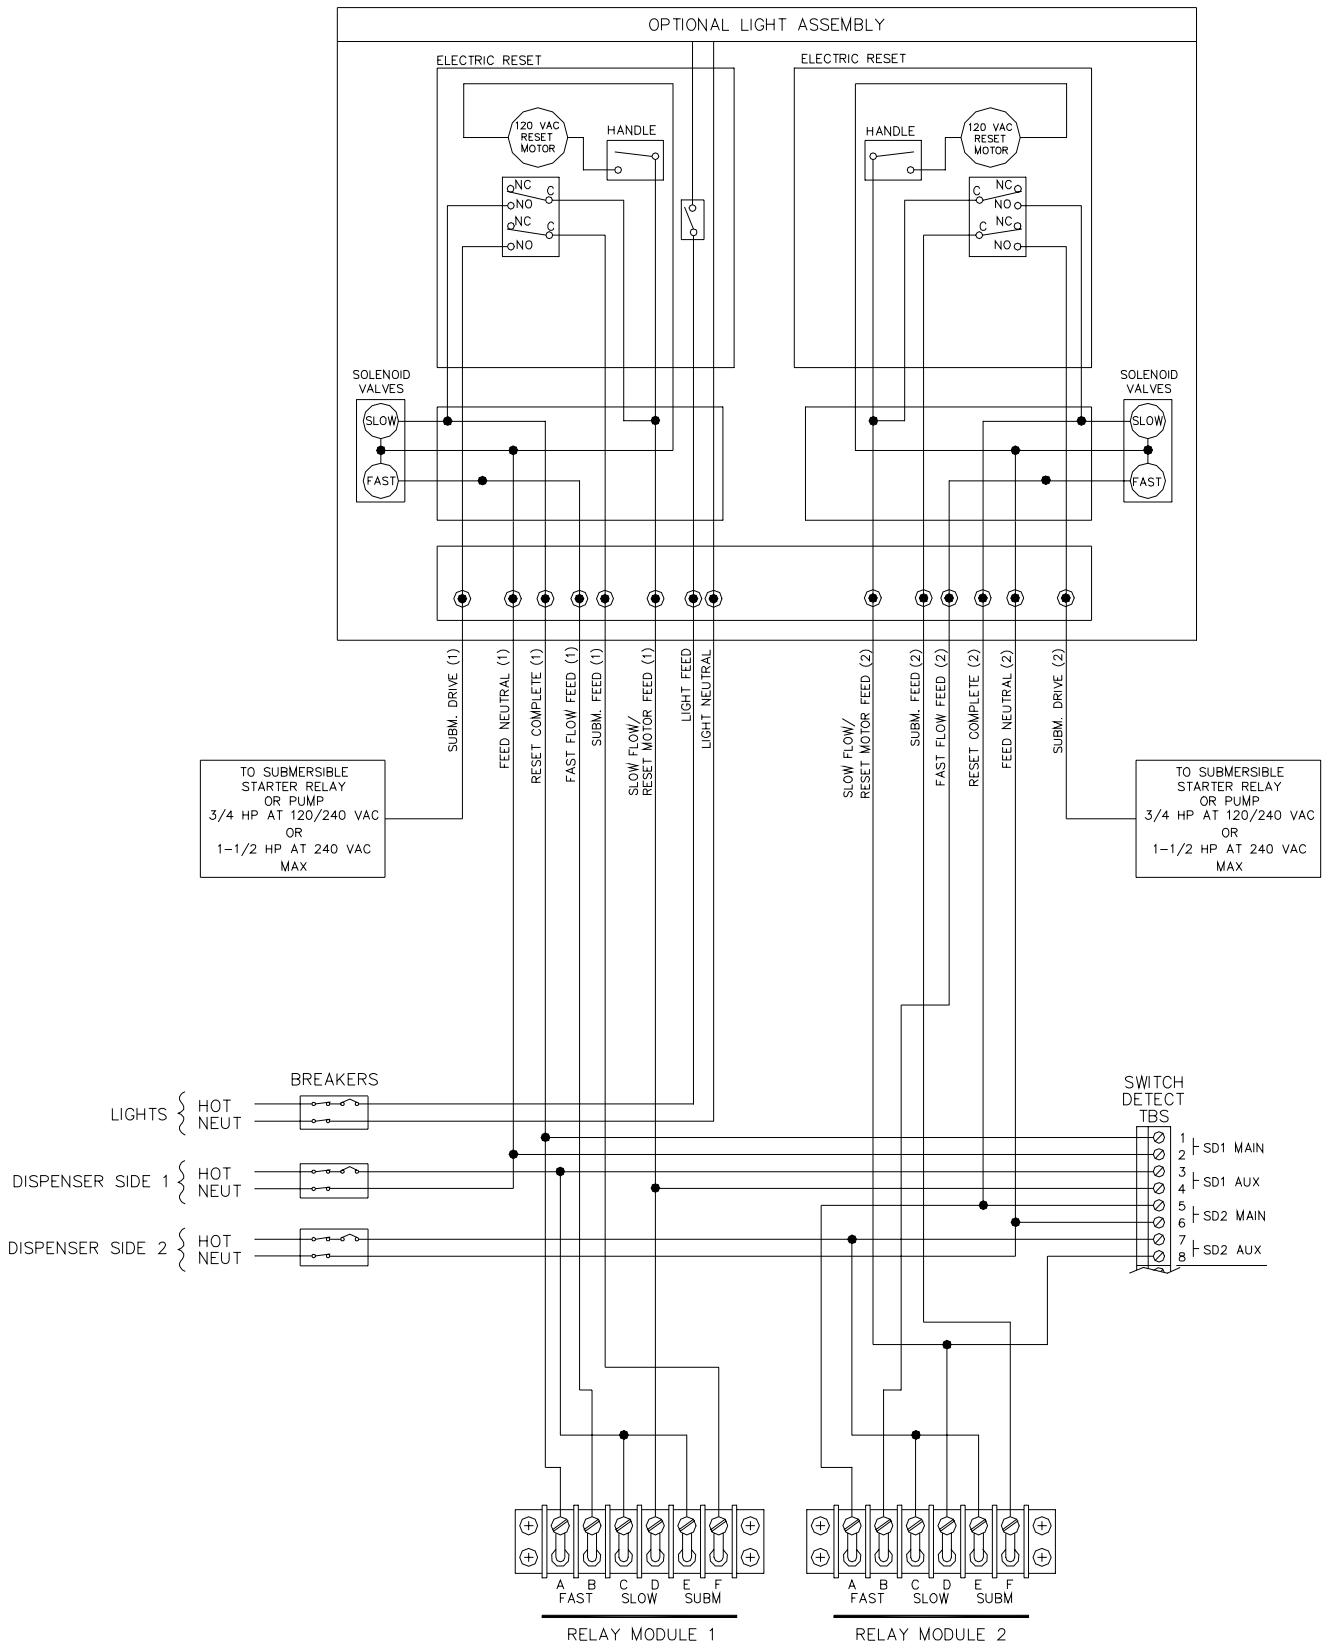 OPTIONAL LIGHT ASSEMBLY
ELECTRIC RESET
ELECTRIC RESET
120 VAC
RESET
MOTOR
HANDLE
HANDLE
120 VAC
RESET
MOTOR
NC
C
NO
NC
C
NO
NC
C
NO
NC
C
NO
SOLENOID
VALVES
SLOW
FAST
SOLENOID
VALVES
SLOW
FAST
SUBM. DRIVE (1)
FEED NEUTRAL (1)
RESET COMPLETE (1)
FAST FLOW FEED (1)
SUBM. FEED (1)
SLOW FLOW/
RESET MOTOR FEED (1)
LIGHT FEED
LIGHT NEUTRAL
SLOW FLOW/
RESET MOTOR FEED (2)
SUBM. FEED (2)
FAST FLOW FEED (2)
RESET COMPLETE (2)
FEED NEUTRAL (2)
SUBM. DRIVE (2)
TO SUBMERSIBLE
STARTER RELAY
OR PUMP
3/4 HP AT 120/240 VAC
OR
1-1/2 HP AT 240 VAC
MAX
TO SUBMERSIBLE
STARTER RELAY
OR PUMP
3/4 HP AT 120/240 VAC
OR
1-1/2 HP AT 240 VAC
MAX
BREAKERS
LIGHTS
HOT
NEUT
DISPENSER SIDE 1
HOT
NEUT
DISPENSER SIDE 2
HOT
NEUT
SWITCH
DETECT
TBS
1
2
SD1 MAIN
3
4
SD1 AUX
5
6
SD2 MAIN
7
8
SD2 AUX
A B C D E F
FAST SLOW SUBM
RELAY MODULE 1
A B C D E F
FAST SLOW SUBM
RELAY MODULE 2